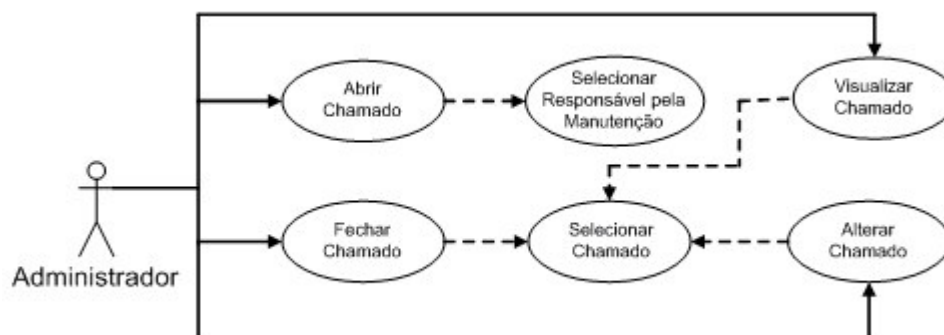 Abrir
Chamado
Selecionar
Responsável pela
Manutenção
Visualizar
Chamado
Administrador
Fechar
Chamado
Selecionar
Chamado
Alterar
Chamado